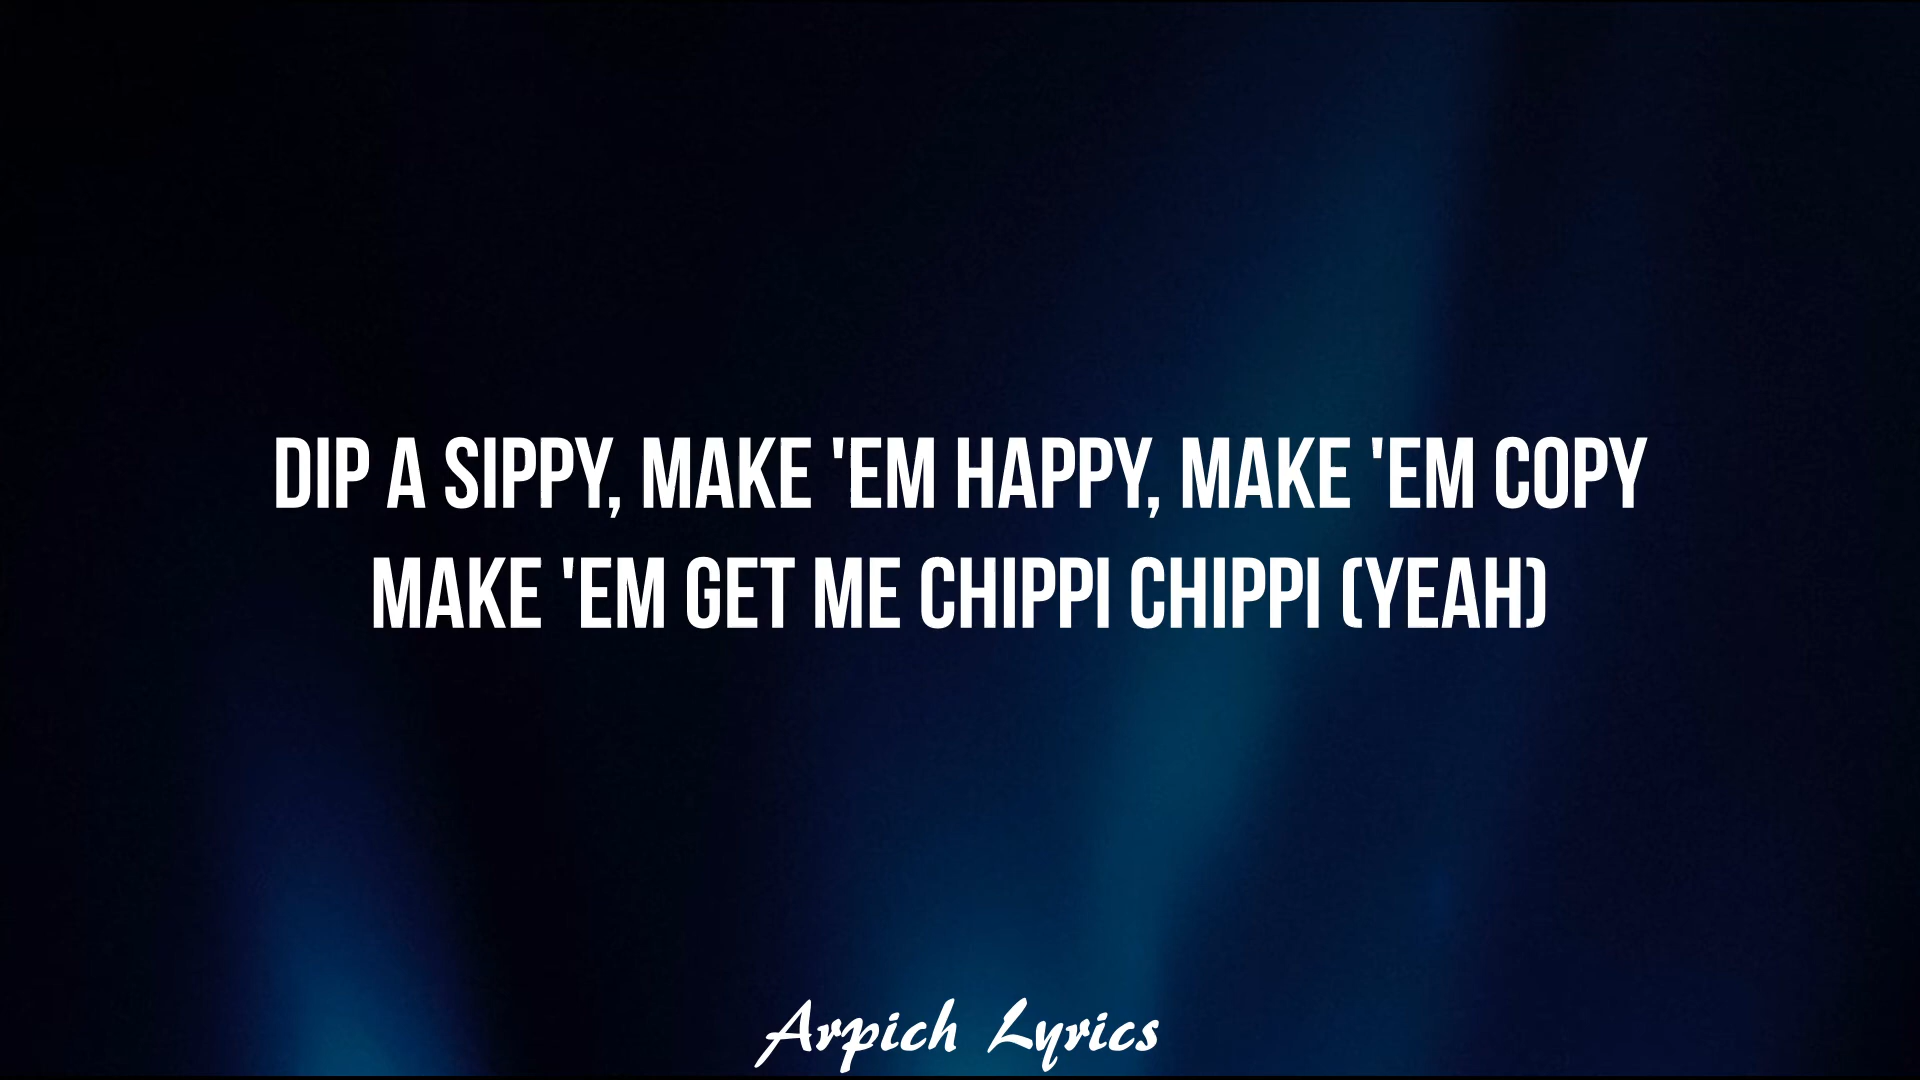 DIP A SIPPY, MAKE 'EM HAPPY, MAKE 'EM COPY
MAKE 'EM GET ME CHIPPI CHIPPI (YEAH)
Arpich Lyrics